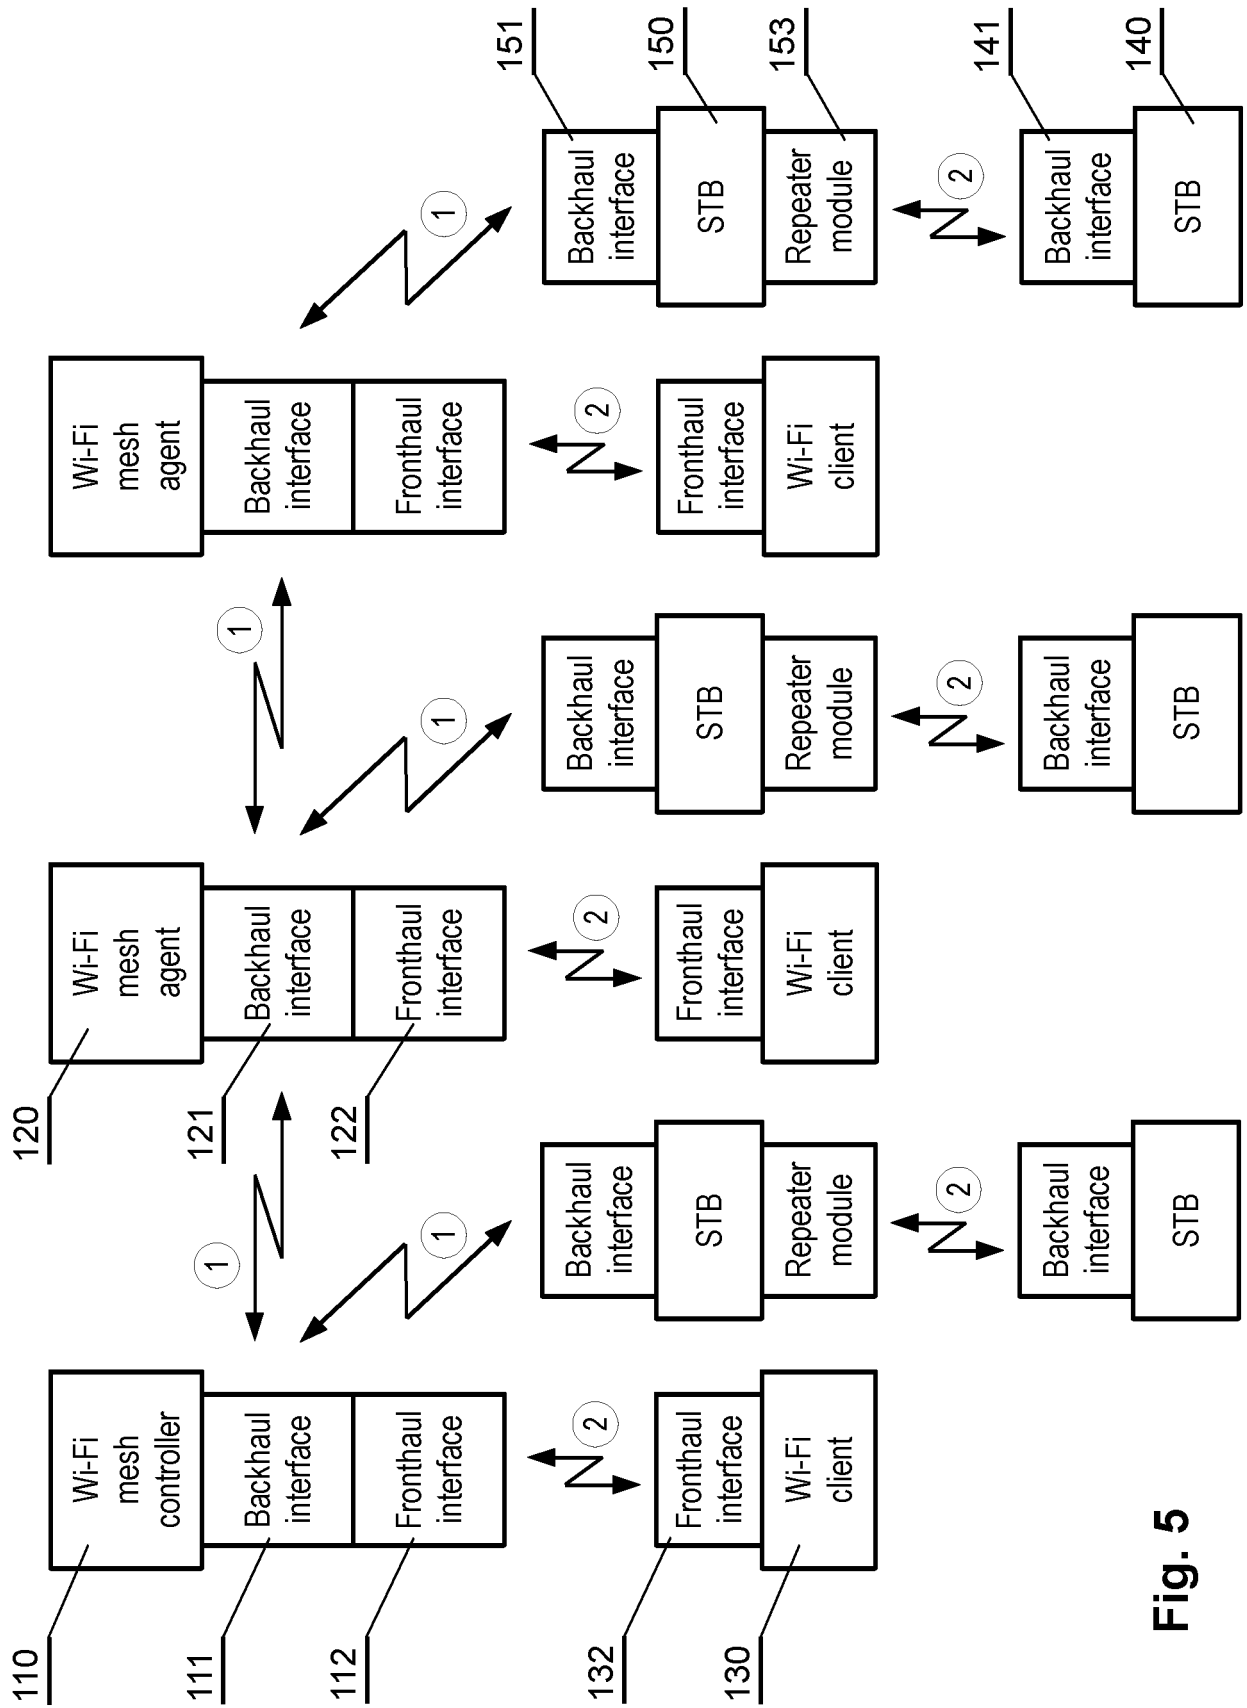 110
Wi-Fi
mesh
controller
111
Backhaul
interface
112
Fronthaul
interface
1
2
132
Fronthaul
interface
130
Wi-Fi
client
1
Backhaul
interface
STB
Repeater
module
2
Backhaul
interface
STB
120
Wi-Fi
mesh
agent
121
Backhaul
interface
122
Fronthaul
interface
1
2
Fronthaul
interface
Wi-Fi
client
1
Backhaul
interface
STB
Repeater
module
2
Backhaul
interface
STB
Wi-Fi
mesh
agent
Backhaul
interface
Fronthaul
interface
2
Fronthaul
interface
Wi-Fi
client
1
151
Backhaul
interface
150
STB
153
Repeater
module
2
141
Backhaul
interface
140
STB
Fig. 5